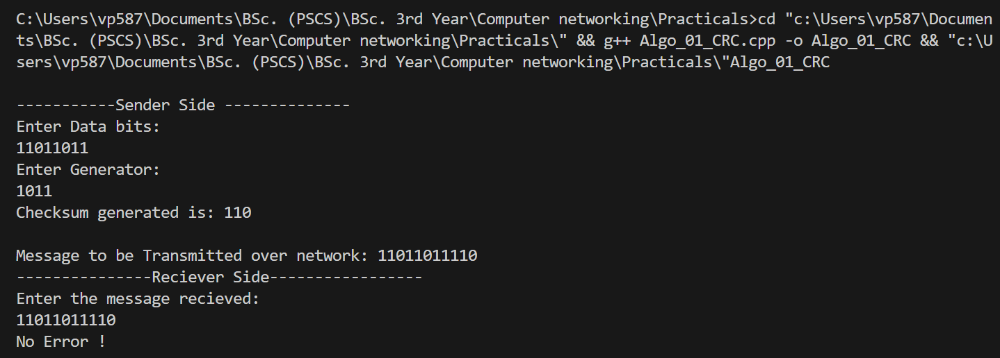 C:\Users\vp587\Documents\BSc. (PSCS)\BSc. 3rd Year\Computer networking\Practicals>cd "c:\Users\vp587\Documen
ts\BSc. (PSCS)\BSc. 3rd Year\Computer networking\Practicals\" && g++ Algo_01_CRC.cpp -o Algo_01_CRC && "c:\U
sers\vp587\Documents\BSc. (PSCS)\BSc. 3rd Year\Computer networking\Practicals\"Algo_01_CRC
-----------Sender Side --------------
Enter Data bits:
11011011
Enter Generator:
1011
Checksum generated is: 110
Message to be Transmitted over network: 11011011110
---------------Reciever Side-----------------
Enter the message recieved:
11011011110
No Error !